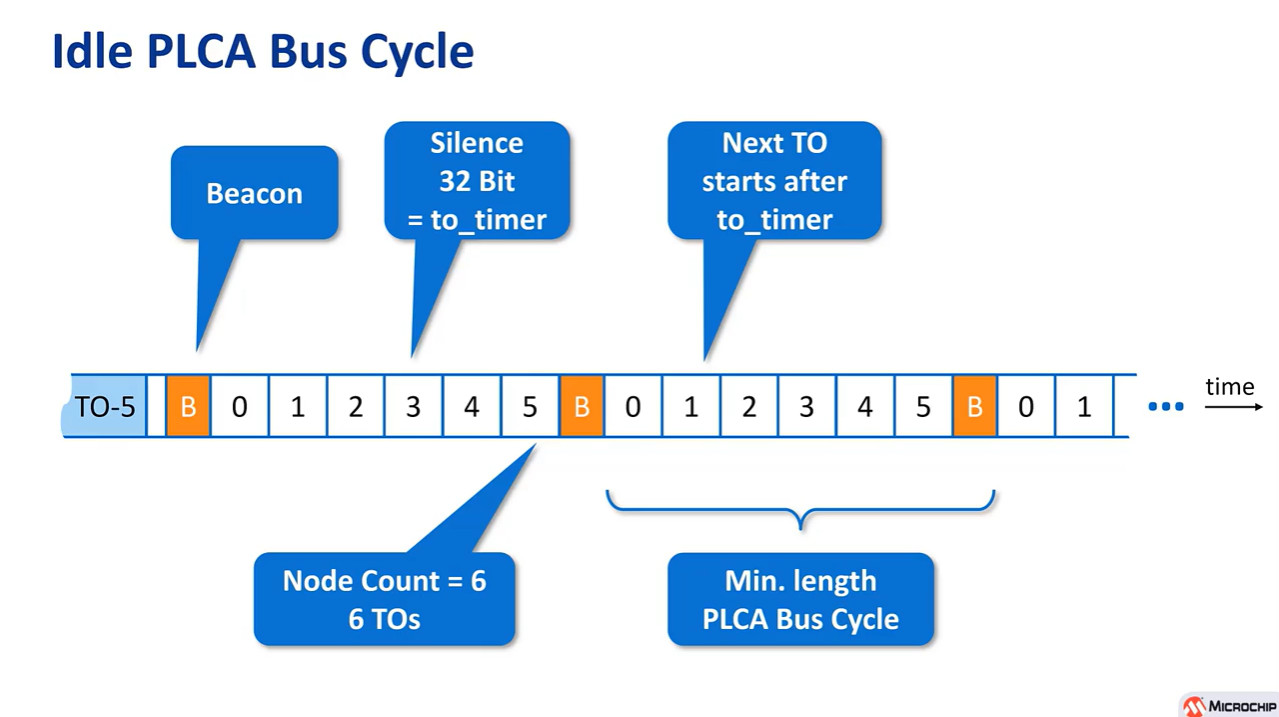 Idle PLCA Bus Cycle
Beacon
Silence
32 Bit
= to_timer
Next TO
starts after
to_timer
TO-5 B 0 1 2 3 4 5 B 0 1 2 3 4 5 B 0 1 •••
time
Node Count = 6
6 TOs
Min. length
PLCA Bus Cycle
MICROCHIP